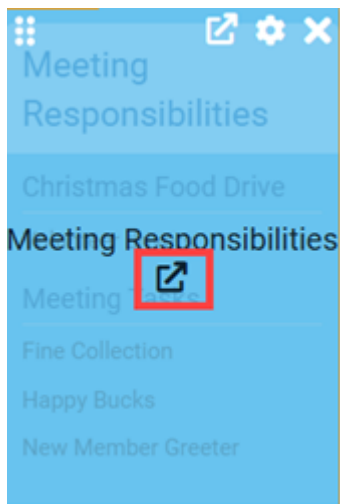 Meeting
Responsibilities
Christmas Food Drive
Meeting Responsibilities
Meeting Tasks
Fine Collection
Happy Bucks
New Member Greeter